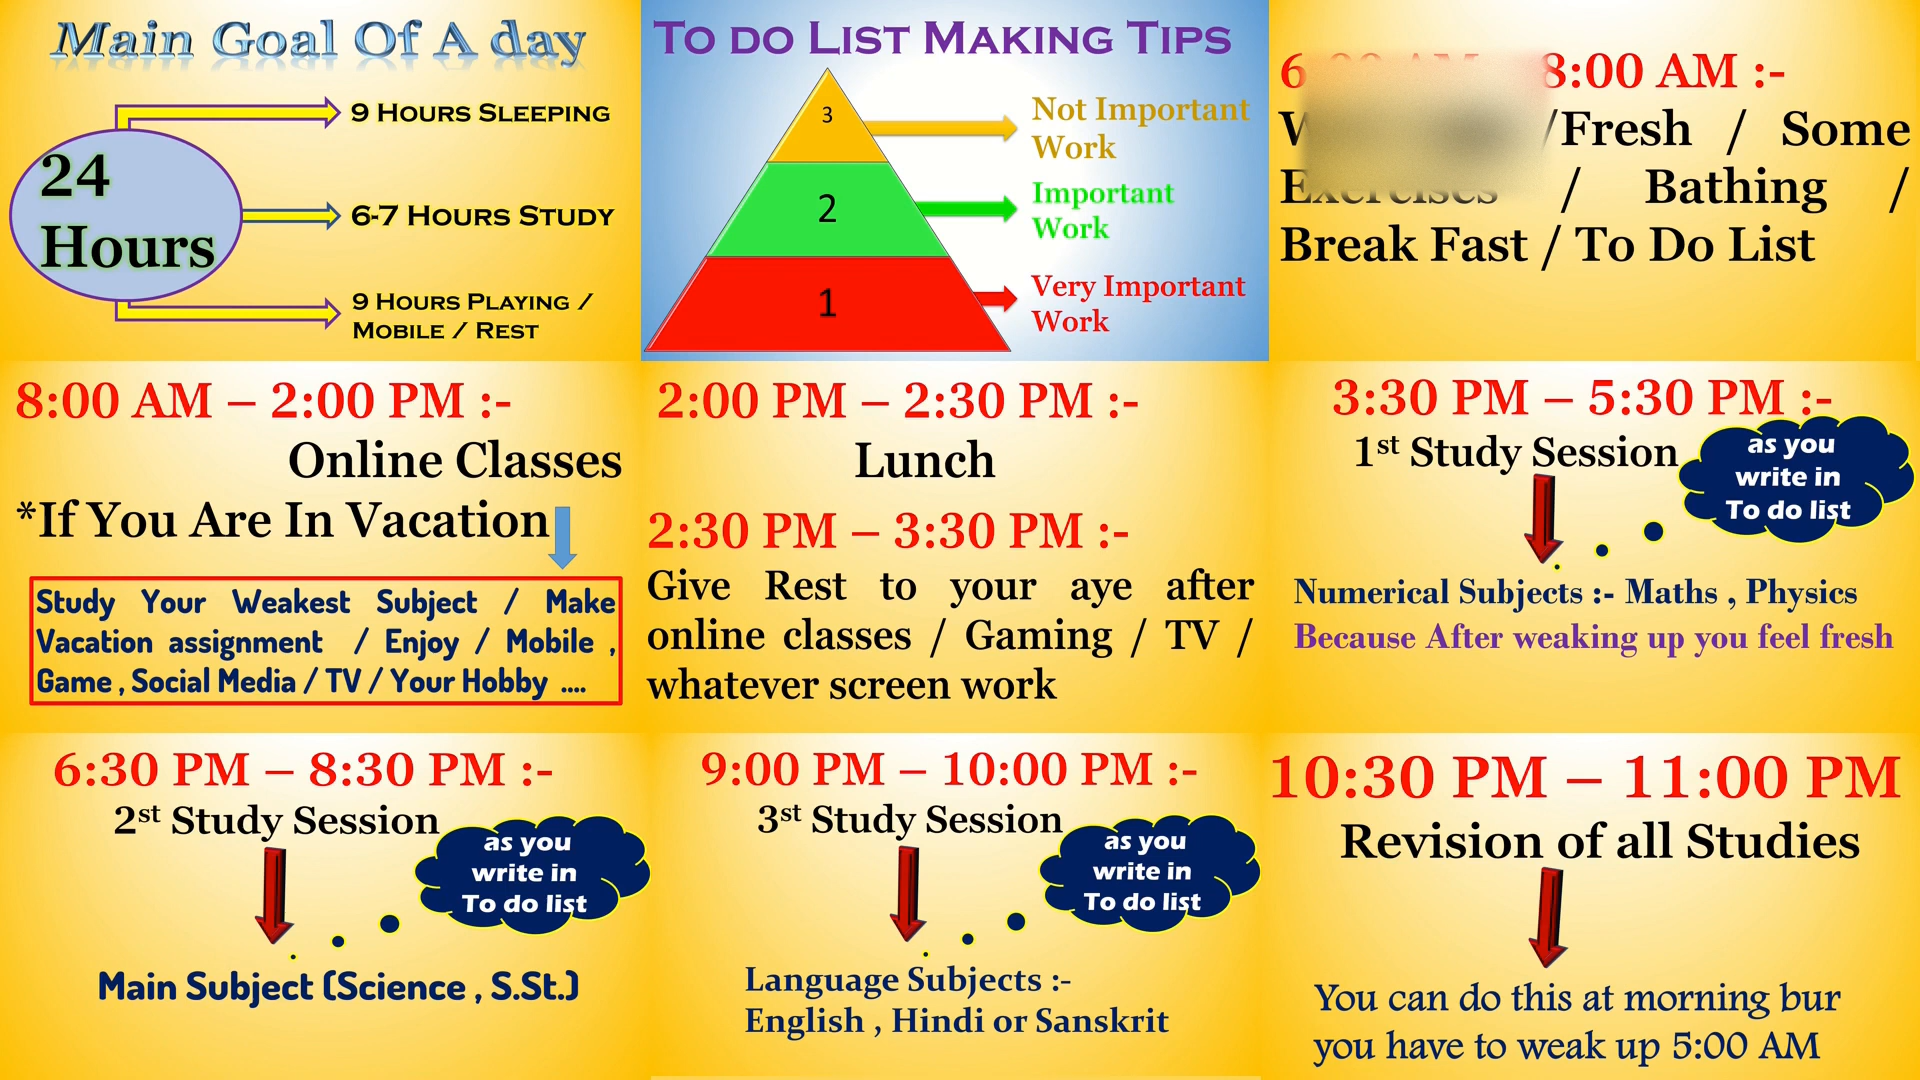 Main Goal Of A day
24
Hours
9 Hours Sleeping
6-7 Hours Study
9 Hours Playing /
Mobile / Rest
To do List Making Tips
3
Not Important
Work
2
Important
Work
1
Very Important
Work
8:00 AM :-
/Fresh / Some
Exercises / Bathing /
Break Fast / To Do List
8:00 AM – 2:00 PM :-
Online Classes
*If You Are In Vacation
Study Your Weakest Subject / Make
Vacation assignment / Enjoy / Mobile ,
Game , Social Media / TV / Your Hobby ....
2:00 PM – 2:30 PM :-
Lunch
2:30 PM – 3:30 PM :-
Give Rest to your aye after
online classes / Gaming / TV /
whatever screen work
3:30 PM – 5:30 PM :-
1st Study Session
as you
write in
To do list
Numerical Subjects :- Maths , Physics
Because After weaking up you feel fresh
6:30 PM – 8:30 PM :-
2st Study Session
as you
write in
To do list
Main Subject (Science , S.St.)
9:00 PM – 10:00 PM :-
3st Study Session
as you
write in
To do list
Language Subjects :-
English , Hindi or Sanskrit
10:30 PM – 11:00 PM
Revision of all Studies
You can do this at morning bur
you have to weak up 5:00 AM